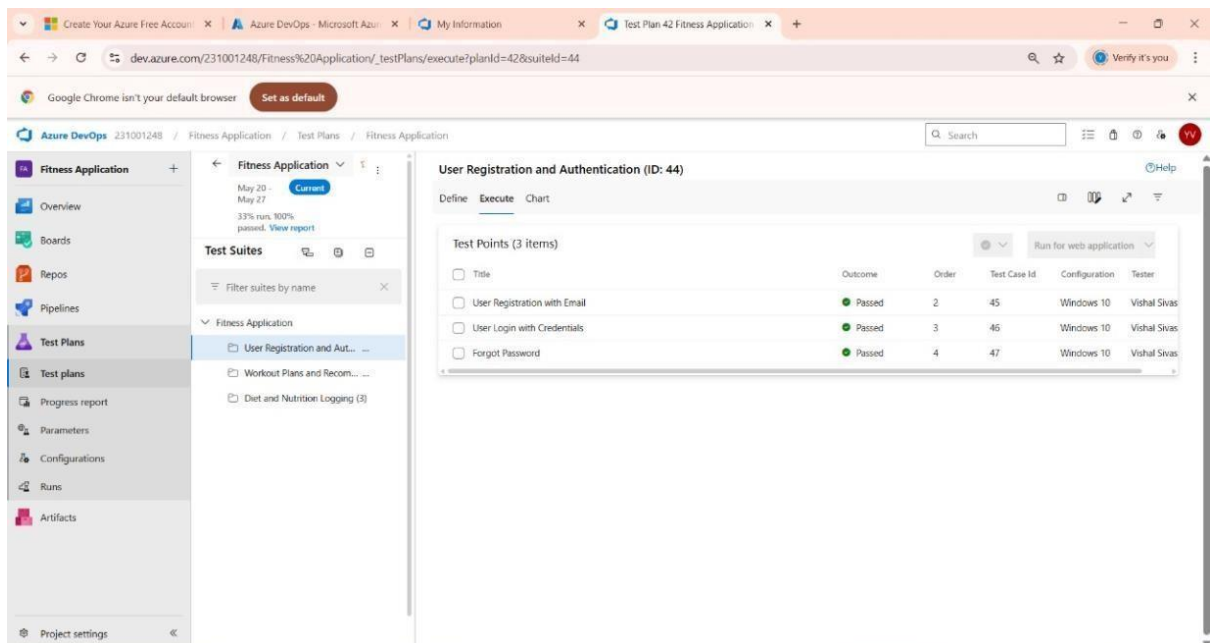 Create Your Azure Free Account
Azure DevOps - Microsoft Azur
My Information
Test Plan 42 Fitness Application
dev.azure.com/231001248/Fitness%20Application/_testPlans/execute?planId=42&suiteId=44
Verify it's you
Google Chrome isn't your default browser
Set as default
Azure DevOps 231001248 / Fitness Application / Test Plans / Fitness Application
Search
YV
FA Fitness Application
Overview
Boards
Repos
Pipelines
Test Plans
Test plans
Progress report
Parameters
Configurations
Runs
Artifacts
Project settings
Fitness Application
May 20 -
May 27
Current
33% run, 100%
passed. View report
Test Suites
Filter suites by name
Fitness Application
User Registration and Aut... ...
Workout Plans and Recom... ...
Diet and Nutrition Logging (3)
User Registration and Authentication (ID: 44)
Help
Define Execute Chart
Test Points (3 items)
Run for web application
Title Outcome Order Test Case Id Configuration Tester
User Registration with Email Passed 2 45 Windows 10 Vishal Sivas
User Login with Credentials Passed 3 46 Windows 10 Vishal Sivas
Forgot Password Passed 4 47 Windows 10 Vishal Sivas